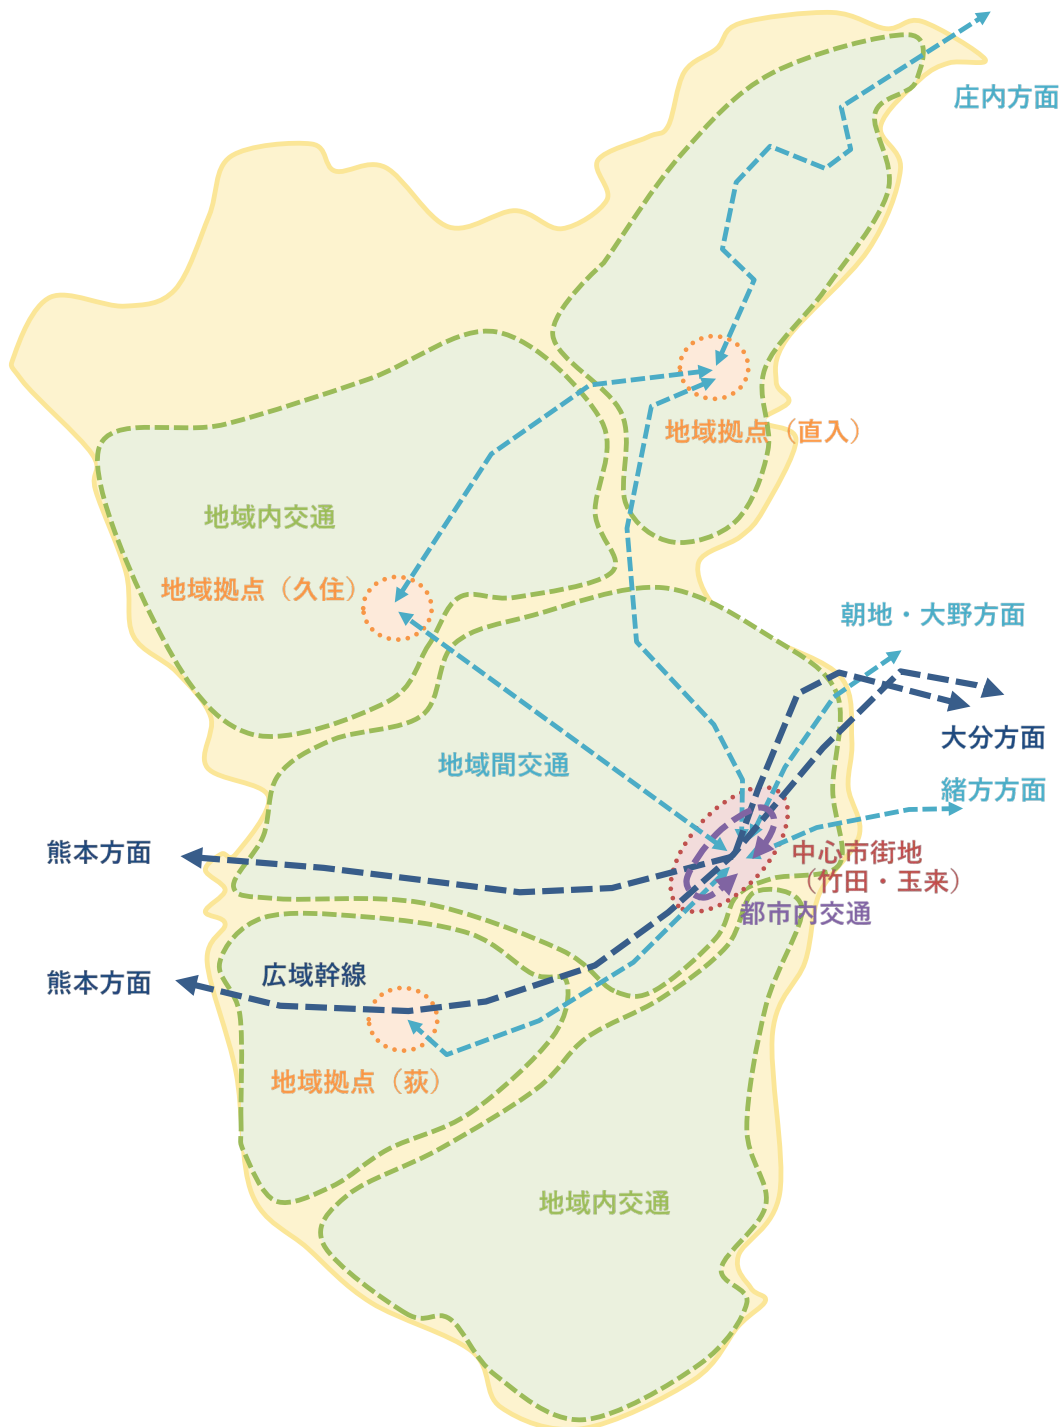 庄内方面
地域拠点（直入）
地域内交通
地域拠点（久住）
朝地・大野方面
大分方面
地域間交通
緒方方面
熊本方面
中心市街地
（竹田・玉来）
都市内交通
広域幹線
熊本方面
地域拠点（荻）
地域内交通